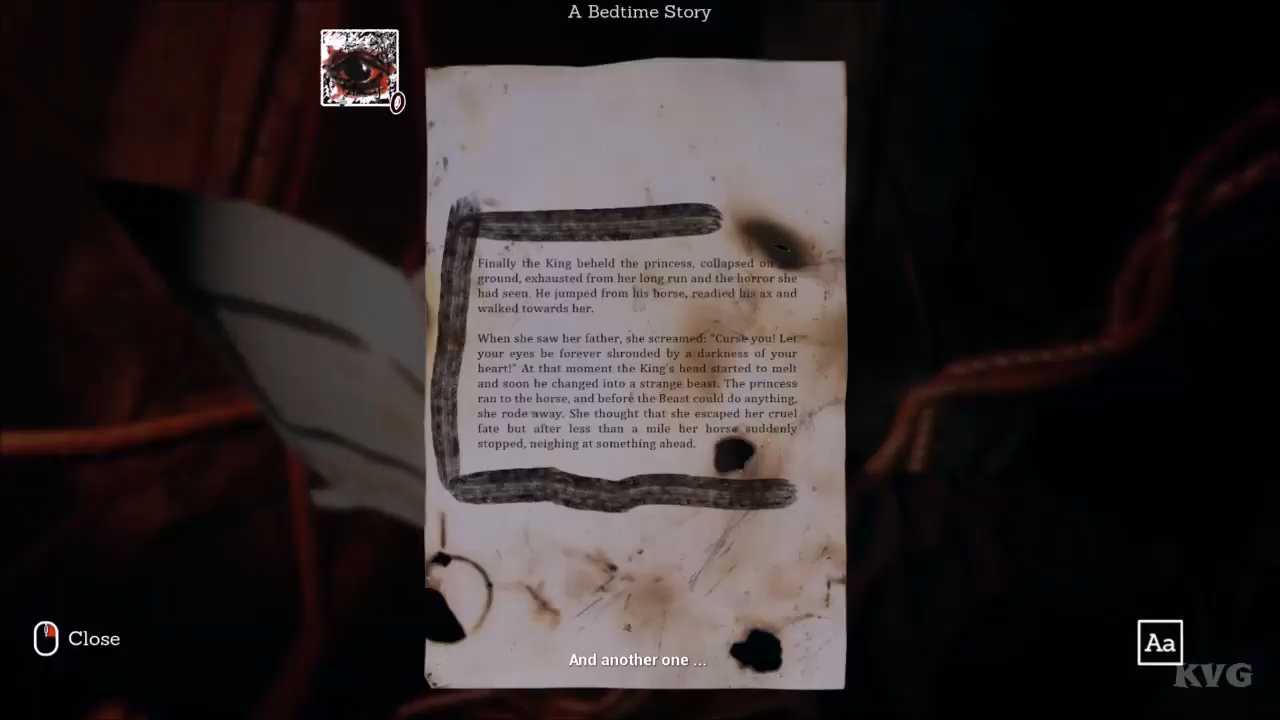 A Bedtime Story
0
Finally the King beheld the princess, collapsed on
ground, exhausted from her long run and the horror she
had seen. He jumped from his horse, readied his ax and
walked towards her.
When she saw her father, she screamed: "Curse you! Let
your eyes be forever shrouded by a darkness of your
heart!" At that moment the King's head started to melt
and soon he changed into a strange beast. The princess
ran to the horse, and before the Beast could do anything,
she rode away. She thought that she escaped her cruel
fate but after less than a mile her horse suddenly
stopped, neighing at something ahead.
Close
And another one ...
Aa
KVG